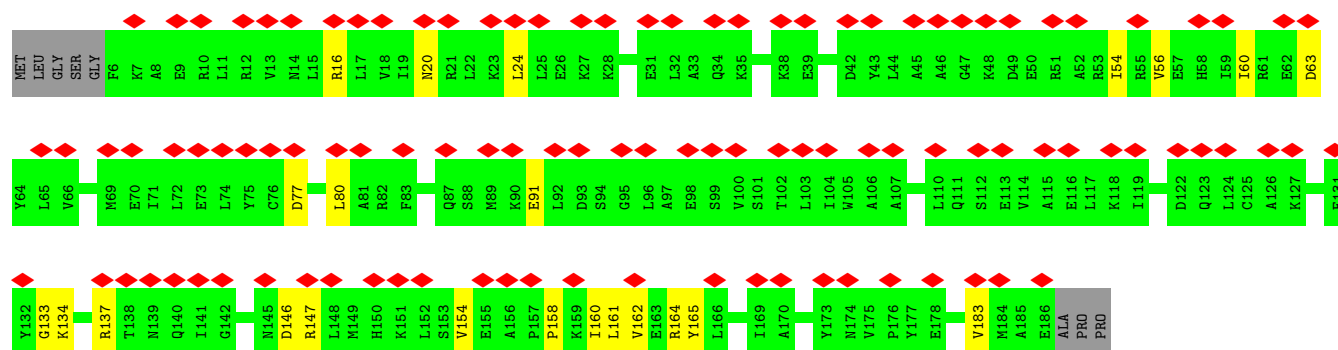 MET LEU GLY SER GLY F6 K7 A8 E9 R10 L11 R12 V13 N14 L15 R16 L17 V18 I19 N20 R21 L22 K23 L24 L25 E26 K27 K28 E31 L32 A33 Q34 K35 K38 E39 D42 Y43 L44 A45 A46 G47 K48 D49 E50 R51 A52 R53 I54 R55 V56 E57 H58 I59 I60 R61 E62 D63
Y64 L65 V66 M69 E70 I71 L72 E73 L74 Y75 C76 D77 L80 A81 R82 F83 Q87 S88 M89 K90 E91 L92 D93 S94 G95 L96 A97 E98 S99 V100 S101 T102 L103 I104 W105 A106 A107 L110 Q111 S112 E113 V114 A115 E116 L117 K118 I119 D122 Q123 L124 C125 A126 K127
Y132 G133 K134 R137 T138 N139 Q140 I141 G142 N145 D146 R147 L148 M149 H150 K151 L152 S153 V154 E155 A156 P157 P158 K159 I160 L161 V162 E163 R164 Y165 L166 I169 A170 Y173 N174 V175 P176 Y177 E178 V183 M184 A185 E186 ALA PRO PRO